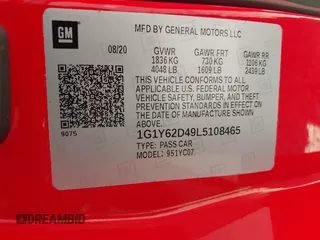 GM
MFD BY GENERAL MOTORS LLC
08/20 GVWR GAWR FRT GAWR RR
1836 KG 730 KG 1106 KG
4048 LB 1609 LB 2439 LB
THIS VEHICLE CONFORMS TO ALL APPLICABLE
U.S. FEDERAL MOTOR
VEHICLE SAFETY, BUMPER, AND THEFT
PREVENTION STANDARDS IN EFFECT ON THE
DATE OF MANUFACTURE SHOWN ABOVE.
9075
1G1Y62D49L5108465
TYPE: PASS CAR
MODEL: 951YC07
DREAMBID